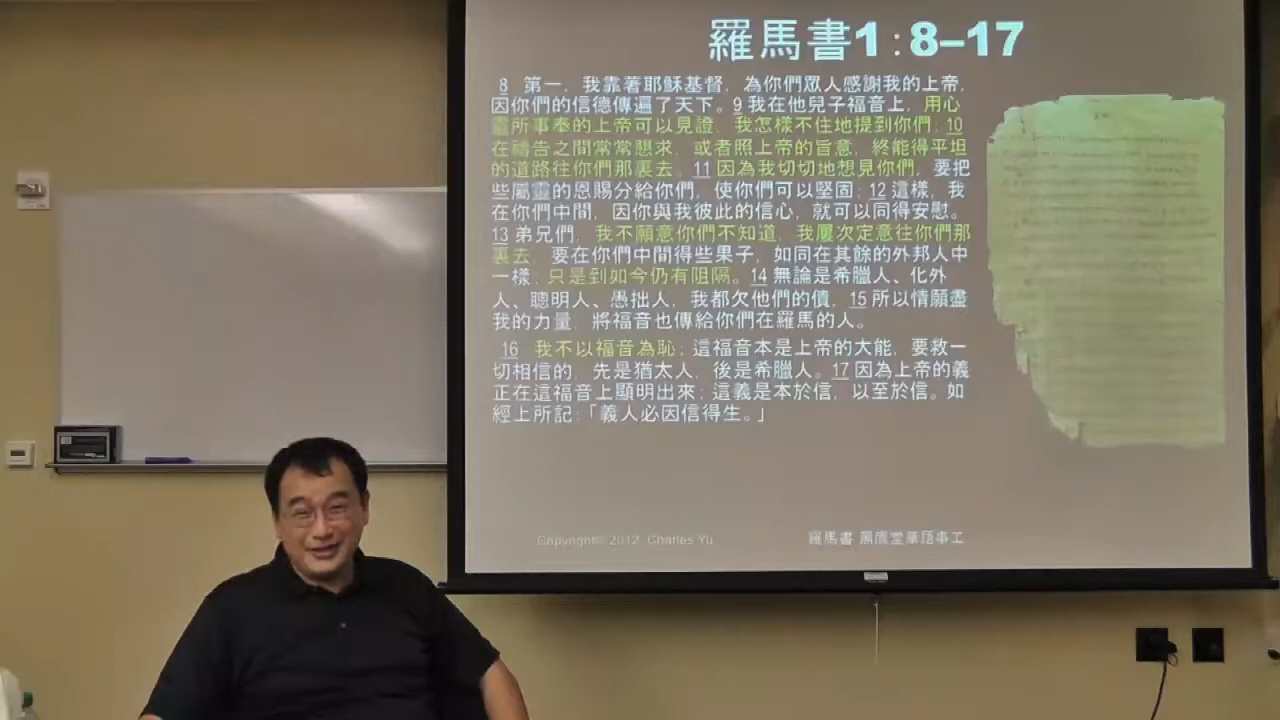 羅馬書1:8–17
8 第一，我靠著耶穌基督，為你們眾人感謝我的上帝，
因你們的信德傳遍了天下。9 我在他兒子福音上，用心
靈所事奉的上帝可以見證，我怎樣不住地提到你們；10
在禱告之間常常懇求，或者照上帝的旨意，終能得平坦
的道路往你們那裏去。11 因為我切切地想見你們，要把
些屬靈的恩賜分給你們，使你們可以堅固；12 這樣，我
在你們中間，因你與我彼此的信心，就可以同得安慰。
13 弟兄們，我不願意你們不知道，我屢次定意往你們那
裏去，要在你們中間得些果子，如同在其餘的外邦人中
一樣；只是到如今仍有阻隔。14 無論是希臘人、化外
人、聰明人、愚拙人，我都欠他們的債，15 所以情願盡
我的力量，將福音也傳給你們在羅馬的人。
16 我不以福音為恥；這福音本是上帝的大能，要救一
切相信的，先是猶太人，後是希臘人。17 因為上帝的義
正在這福音上顯明出來；這義是本於信，以至於信。如
經上所記：「義人必因信得生。」
Copyright© 2012, Charles Yu
羅馬書 厲鷹堂華語事工